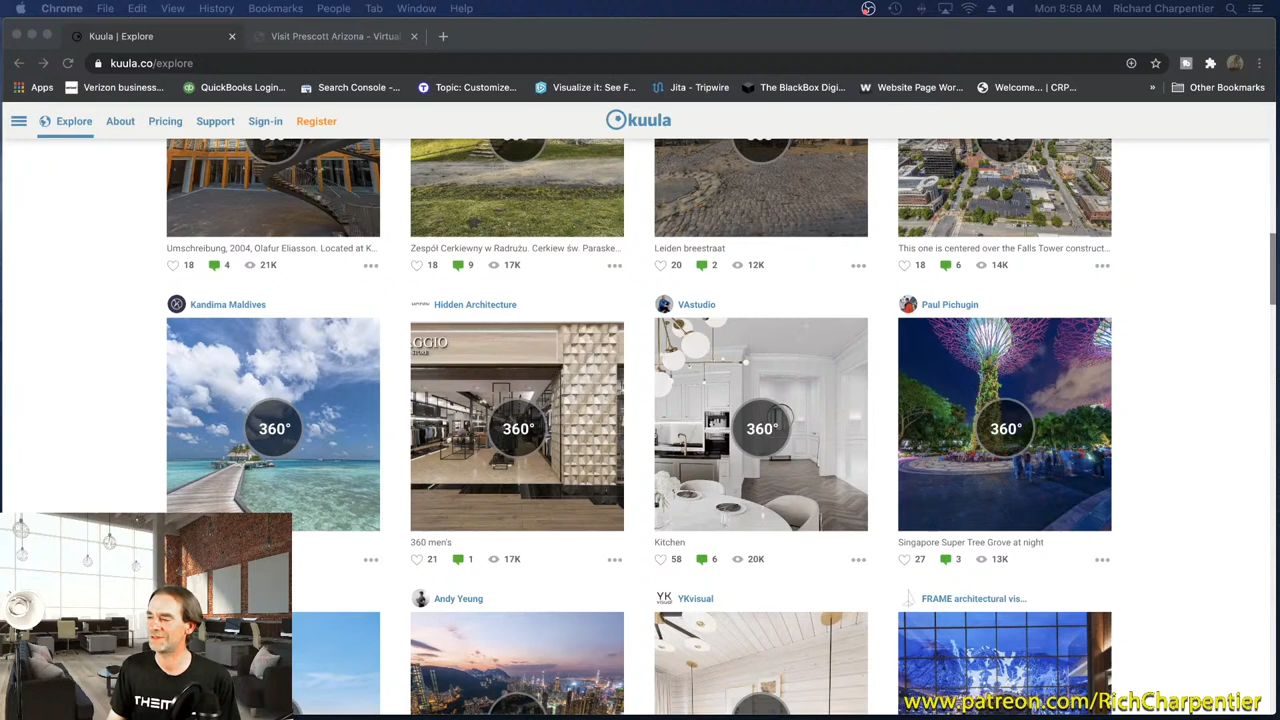 Chrome File Edit View History Bookmarks People Tab Window Help
Mon 8:58 AM Richard Charpentier
Kuula | Explore
Visit Prescott Arizona - Virtual
kuula.co/explore
Apps
Verizon business...
QuickBooks Login...
Search Console -...
Topic: Customize...
Visualize it: See F...
Jita - Tripwire
The BlackBox Digi...
Website Page Wor...
Welcome... | CRP...
»
Other Bookmarks
Explore About Pricing Support Sign-in Register
kuula
Umschreibung, 2004, Olafur Eliasson. Located at K...
18 4 21K
Zespół Cerkiewny w Radrużu. Cerkiew św. Paraske...
18 9 17K
Leiden breestraat
20 2 12K
This one is centered over the Falls Tower construct...
18 6 14K
Kandima Maldives
360°
Hidden Architecture
AGGIO
STORE
360°
360 men's
21 1 17K
VAstudio
360°
Kitchen
58 6 20K
Paul Pichugin
360°
Singapore Super Tree Grove at night
27 3 13K
Andy Yeung
YK
YKvisual
FRAME architectural vis...
THEM
www.patreon.com/RichCharpentier